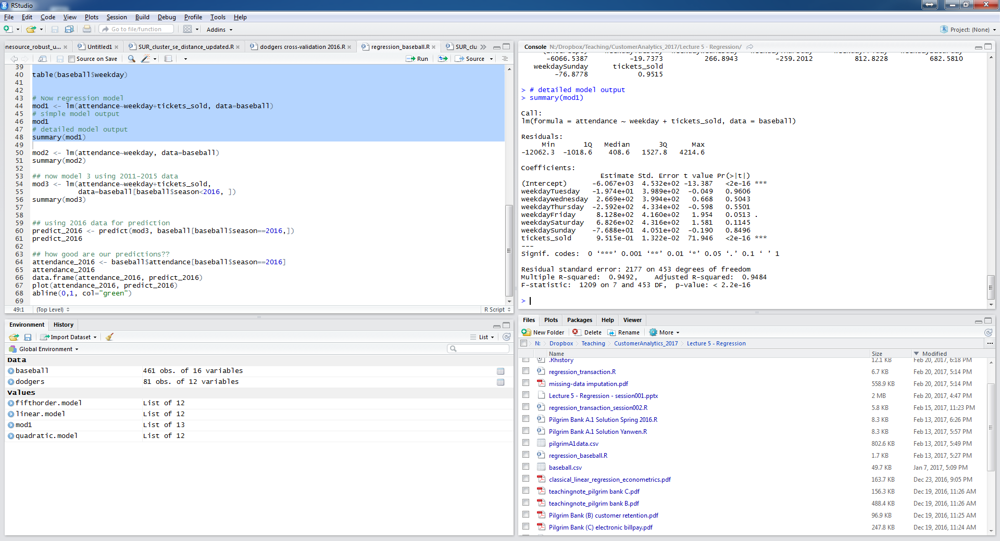 RStudio
File Edit Code View Plots Session Build Debug Profile Tools Help
Go to file/function Addins Project: (None)
nesource_robust_u... Untitled1 SUR_cluster_se_distance_updated.R dodgers cross-validation 2016.R regression_baseball.R SUR_clu
Source on Save Run Source
39
40 table(baseball$weekday)
41
42
43 # Now regression model
44 mod1 <- lm(attendance~weekday+tickets_sold, data=baseball)
45 # simple model output
46 mod1
47 # detailed model output
48 summary(mod1)
49
50 mod2 <- lm(attendance~weekday, data=baseball)
51 summary(mod2)
52
53 ## now model 3 using 2011-2015 data
54 mod3 <- lm(attendance~weekday+tickets_sold,
55 data=baseball[baseball$season<2016, ])
56 summary(mod3)
57
58
59 ## using 2016 data for prediction
60 predict_2016 <- predict(mod3, baseball[baseball$season==2016,])
61 predict_2016
62
63 ## how good are our predictions??
64 attendance_2016 <- baseball$attendance[baseball$season==2016]
65 attendance_2016
66 data.frame(attendance_2016, predict_2016)
67 plot(attendance_2016, predict_2016)
68 abline(0,1, col="green")
69
49:1 (Top Level) R Script
Console N:/Dropbox/Teaching/CustomerAnalytics_2017/Lecture 5 - Regression/
-6066.5387 -19.7373 266.8943 -259.2012 812.8228 682.5810
weekdaySunday tickets_sold
-76.8778 0.9515
> # detailed model output
> summary(mod1)
Call:
lm(formula = attendance ~ weekday + tickets_sold, data = baseball)
Residuals:
Min 1Q Median 3Q Max
-12062.3 -1018.6 408.6 1527.8 4214.6
Coefficients:
Estimate Std. Error t value Pr(>|t|)
(Intercept) -6.067e+03 4.532e+02 -13.387 <2e-16 ***
weekdayTuesday -1.974e+01 3.989e+02 -0.049 0.9606
weekdayWednesday 2.669e+02 3.994e+02 0.668 0.5043
weekdayThursday -2.592e+02 4.334e+02 -0.598 0.5501
weekdayFriday 8.128e+02 4.160e+02 1.954 0.0513 .
weekdaySaturday 6.826e+02 4.316e+02 1.581 0.1145
weekdaySunday -7.688e+01 4.051e+02 -0.190 0.8496
tickets_sold 9.515e-01 1.322e-02 71.946 <2e-16 ***
---
Signif. codes: 0 ‘***’ 0.001 ‘**’ 0.01 ‘*’ 0.05 ‘.’ 0.1 ‘ ’ 1
Residual standard error: 2177 on 453 degrees of freedom
Multiple R-squared: 0.9492, Adjusted R-squared: 0.9484
F-statistic: 1209 on 7 and 453 DF, p-value: < 2.2e-16
>
Environment History
Import Dataset List
Global Environment
Data
baseball 461 obs. of 16 variables
dodgers 81 obs. of 12 variables
Values
fifthorder.model List of 12
linear.model List of 12
mod1 List of 13
quadratic.model List of 12
Files Plots Packages Help Viewer
New Folder Delete Rename More
N: Dropbox Teaching CustomerAnalytics_2017 Lecture 5 - Regression ...
Name Size Modified
.Rhistory 12.1 KB Feb 20, 2017, 6:18 PM
regression_transaction.R 6.7 KB Feb 20, 2017, 5:14 PM
missing-data imputation.pdf 558.9 KB Feb 20, 2017, 5:14 PM
Lecture 5 - Regression - session001.pptx 2 MB Feb 20, 2017, 4:47 PM
regression_transaction_session002.R 5.8 KB Feb 15, 2017, 11:23 PM
Pilgrim Bank A.1 Solution Spring 2016.R 8.3 KB Feb 13, 2017, 6:26 PM
Pilgrim Bank A.1 Solution Yanwen.R 8.3 KB Feb 13, 2017, 5:57 PM
pilgrimA1data.csv 802.6 KB Feb 13, 2017, 5:49 PM
regression_baseball.R 1.7 KB Feb 13, 2017, 5:27 PM
baseball.csv 49.7 KB Jan 7, 2017, 5:09 PM
classical_linear_regression_econometrics.pdf 163.7 KB Dec 23, 2016, 9:05 PM
teachingnote_pilgrim bank C.pdf 156.3 KB Dec 19, 2016, 11:26 AM
teachingnote_pilgrim bank B.pdf 488.4 KB Dec 19, 2016, 11:26 AM
Pilgrim Bank (B) customer retention.pdf 96.9 KB Dec 19, 2016, 11:25 AM
Pilgrim Bank (C) electronic billpay.pdf 247.8 KB Dec 19, 2016, 11:24 AM